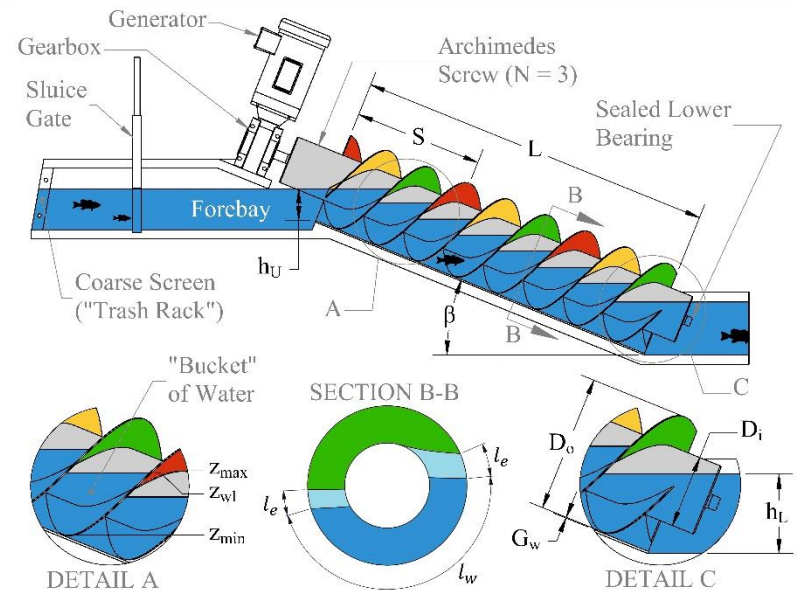 Generator
Gearbox
Sluice
Gate
Archimedes
Screw (N = 3)
Sealed Lower
Bearing
S
L
B
Forebay
h_U
Coarse Screen
("Trash Rack")
A
β
B
C
"Bucket"
of Water
z_max
z_wl
z_min
DETAIL A
SECTION B-B
l_e
l_e
l_w
D_o
D_i
h_L
G_w
DETAIL C